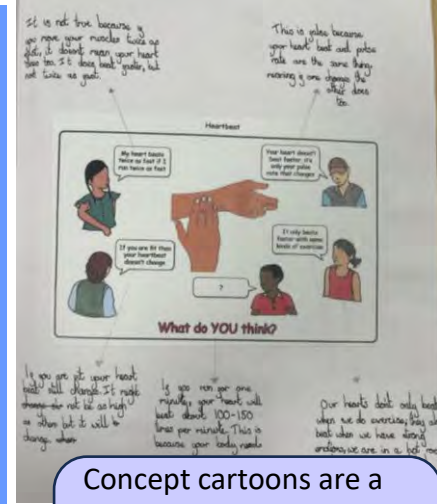 It is not true because if
you move your muscles twice as
fast, it doesn't mean your heart
does too. It does beat faster, but
not twice as fast.
This is false because
your heart beat and pulse
rate are the same thing,
meaning if one changes the
other does
too.
Heartbeat
My heart beats
twice as fast if I
run twice as fast
Your heart doesn't
beat faster, it's
only your pulse
rate that changes
If you are fit then
your heartbeat
doesn't change
It only beats
faster with some
kinds of exercise
?
What do YOU think?
If you are fit your heart
beat still changes. It might
not be as high
as others but it will
change.
If you run for one
minute, your heart will
beat about 100-150
times per minute. This is
because your body needs
Our hearts don't only beat
when we do exercise, they also
beat when we have strong
emotions, we are in a hot
Concept cartoons are a